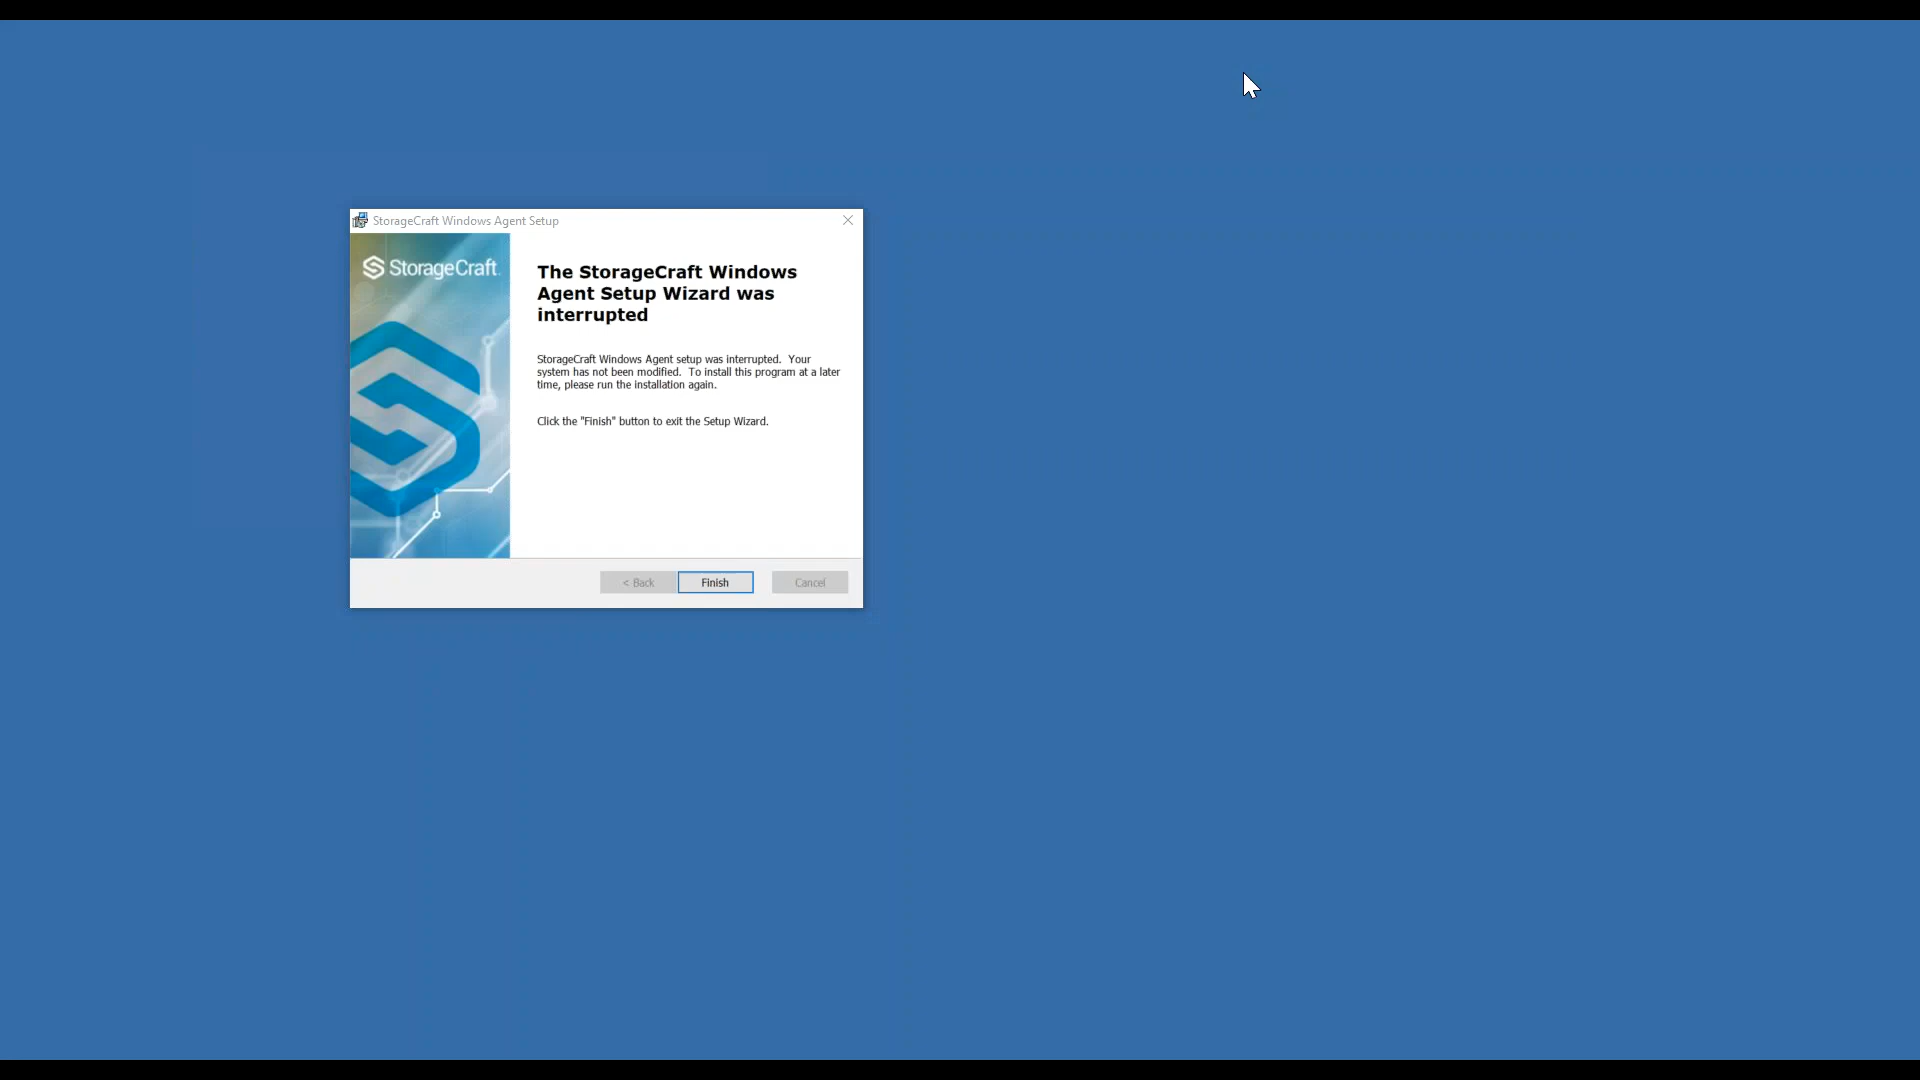 StorageCraft Windows Agent Setup
StorageCraft
The StorageCraft Windows
Agent Setup Wizard was
interrupted
StorageCraft Windows Agent setup was interrupted. Your
system has not been modified. To install this program at a later
time, please run the installation again.
Click the "Finish" button to exit the Setup Wizard.
< Back Finish Cancel